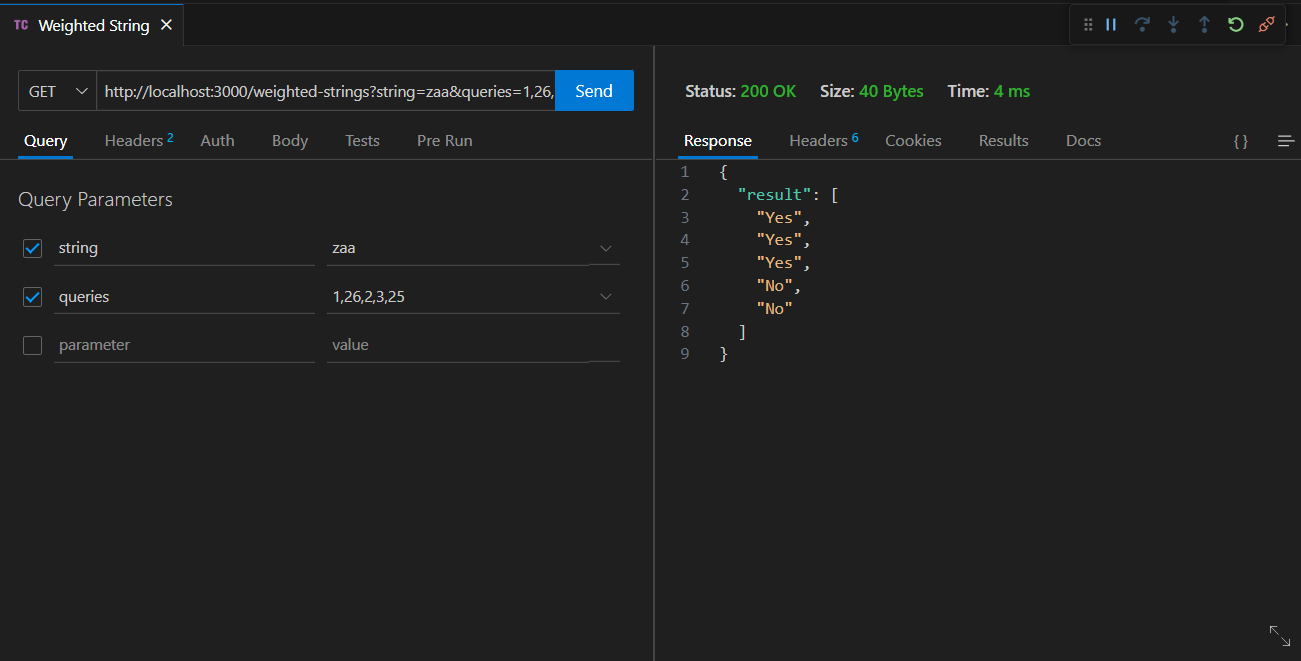 TC Weighted String
GET http://localhost:3000/weighted-strings?string=zaa&queries=1,26, Send
Query Headers 2 Auth Body Tests Pre Run
Query Parameters
string zaa
queries 1,26,2,3,25
parameter value
Status: 200 OK Size: 40 Bytes Time: 4 ms
Response Headers 6 Cookies Results Docs { }
1 {
2 "result": [
3 "Yes",
4 "Yes",
5 "Yes",
6 "No",
7 "No"
8 ]
9 }